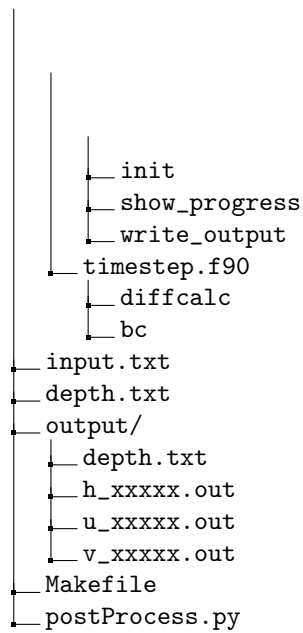 init
show_progress
write_output
timestep.f90
diffcalc
bc
input.txt
depth.txt
output/
depth.txt
h_xxxxx.out
u_xxxxx.out
v_xxxxx.out
Makefile
postProcess.py